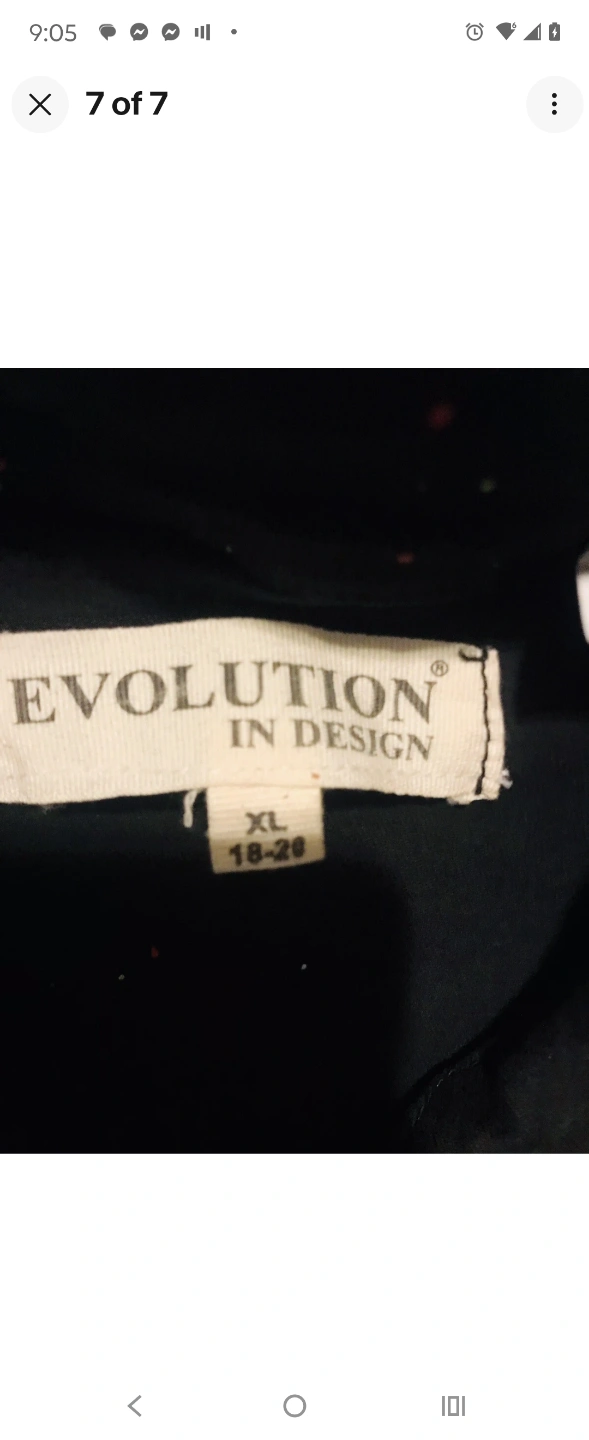 9:05
7 of 7
EVOLUTION®
IN DESIGN
XL
18-20